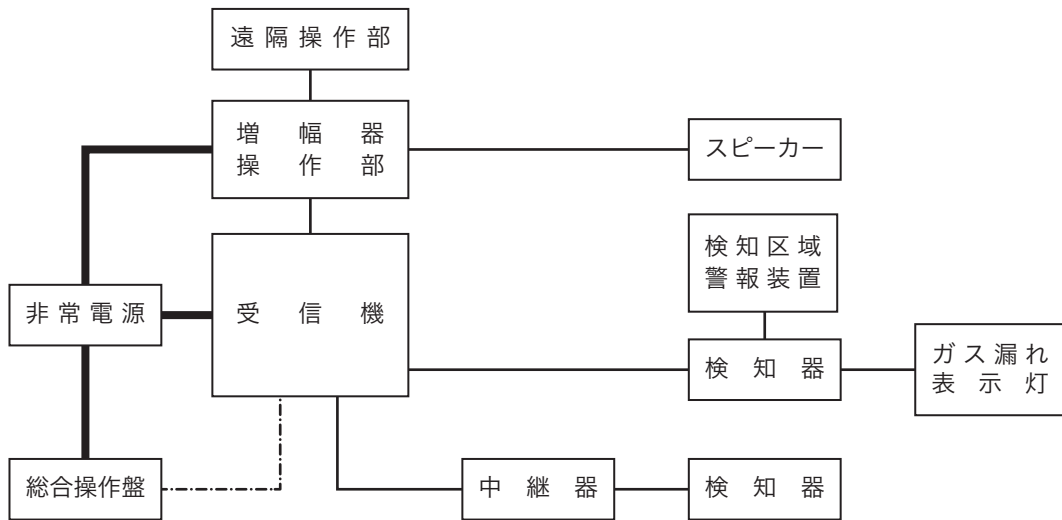 遠隔操作部
増幅器
操作部
スピーカー
検知区域
警報装置
非常電源
受信機
検知器
ガス漏れ
表示灯
総合操作盤
中継器
検知器